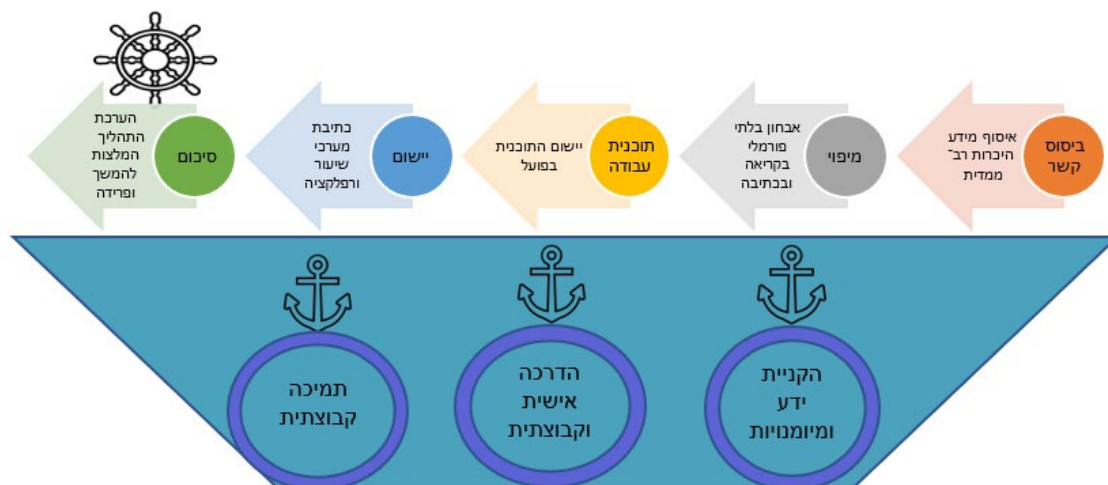 ביסוס
קשר
איסוף מידע
היכרות רב־
ממדית
מיפוי
אבחון בלתי
פורמלי
בקריאה
ובכתיבה
תוכנית
עבודה
יישום התוכנית
בפועל
יישום
כתיבת
מערכי
שיעור
ורפלקציה
סיכום
הערכת
התהליך
המלצות
להמשך
ופרידה
הקניית
ידע
ומיומנויות
הדרכה
אישית
וקבוצתית
תמיכה
קבוצתית